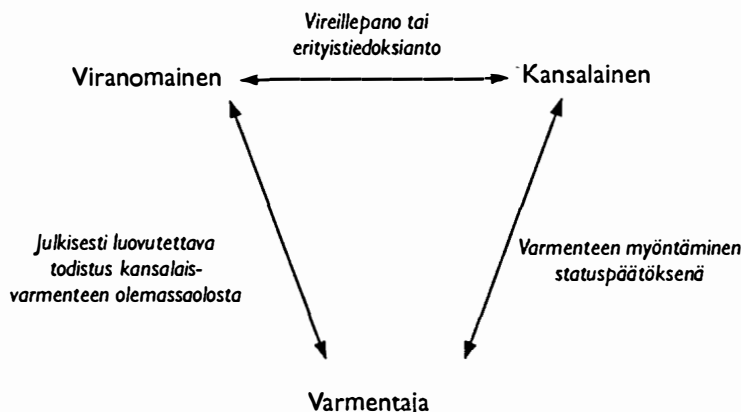 Vireillepano tai
erityistiedoksianto
Viranomainen
Kansalainen
Julkisesti luovutettava
todistus kansalais-
varmenteen olemassaolosta
Varmenteen myöntäminen
statuspäätöksenä
Varmentaja